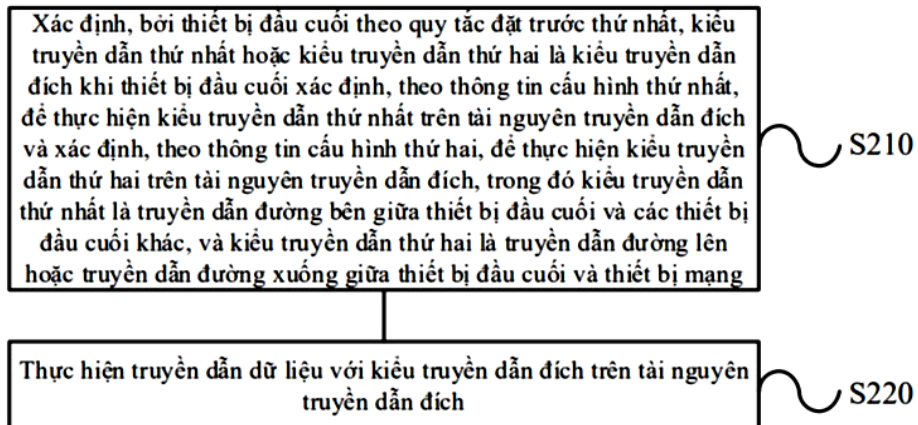 Xác định, bởi thiết bị đầu cuối theo quy tắc đặt trước thứ nhất, kiểu
truyền dẫn thứ nhất hoặc kiểu truyền dẫn thứ hai là kiểu truyền dẫn
đích khi thiết bị đầu cuối xác định, theo thông tin cấu hình thứ nhất,
để thực hiện kiểu truyền dẫn thứ nhất trên tài nguyên truyền dẫn đích
và xác định, theo thông tin cấu hình thứ hai, để thực hiện kiểu truyền
dẫn thứ hai trên tài nguyên truyền dẫn đích, trong đó kiểu truyền dẫn
thứ nhất là truyền dẫn đường bên giữa thiết bị đầu cuối và các thiết bị
đầu cuối khác, và kiểu truyền dẫn thứ hai là truyền dẫn đường lên
hoặc truyền dẫn đường xuống giữa thiết bị đầu cuối và thiết bị mạng
S210
Thực hiện truyền dẫn dữ liệu với kiểu truyền dẫn đích trên tài nguyên
truyền dẫn đích
S220